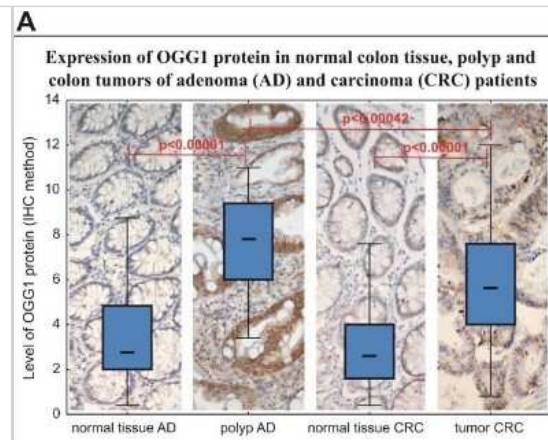 A
Expression of OGG1 protein in normal colon tissue, polyp and
colon tumors of adenoma (AD) and carcinoma (CRC) patients
Level of OGG1 protein (IHC method)
14
12
10
8
6
4
2
0
p<0.00042
p<0.00001
p<0.00001
normal tissue AD
polyp AD
normal tissue CRC
tumor CRC